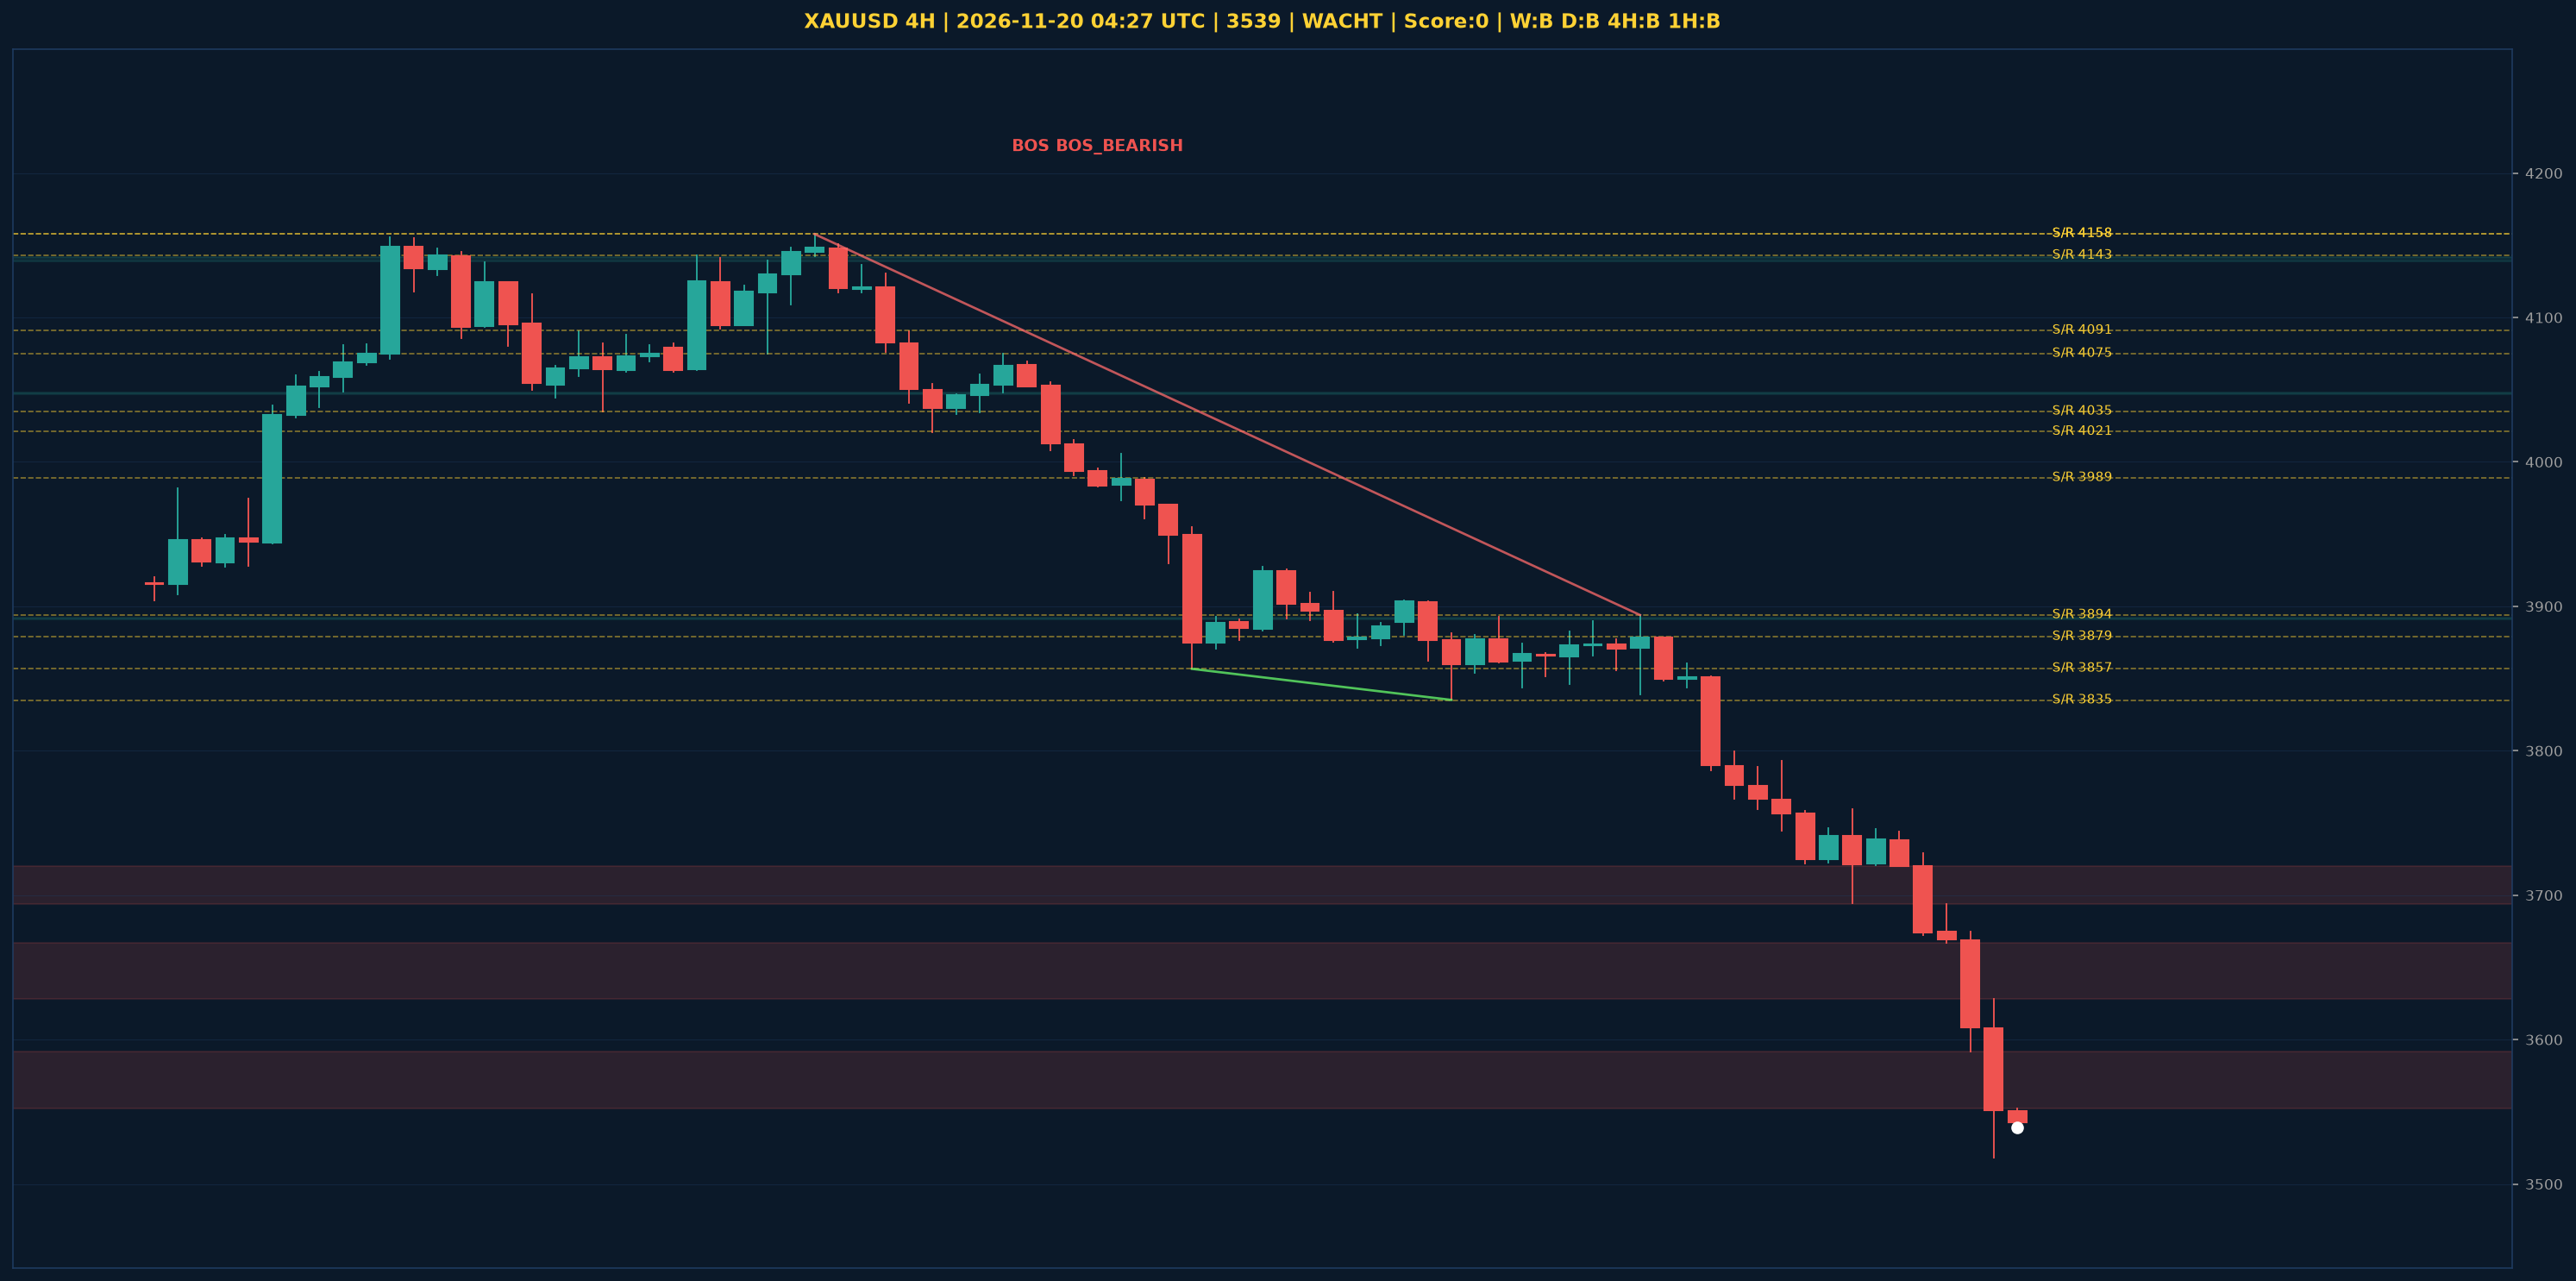 XAUUSD 4H | 2026-11-20 04:27 UTC | 3539 | WACHT | Score:0 | W:B D:B 4H:B 1H:B
BOS BOS_BEARISH
4200
S/R 4158
S/R 4143
4100
S/R 4091
S/R 4075
S/R 4035
S/R 4021
4000
S/R 3989
3900
S/R 3894
S/R 3879
S/R 3857
S/R 3835
3800
3700
3600
3500